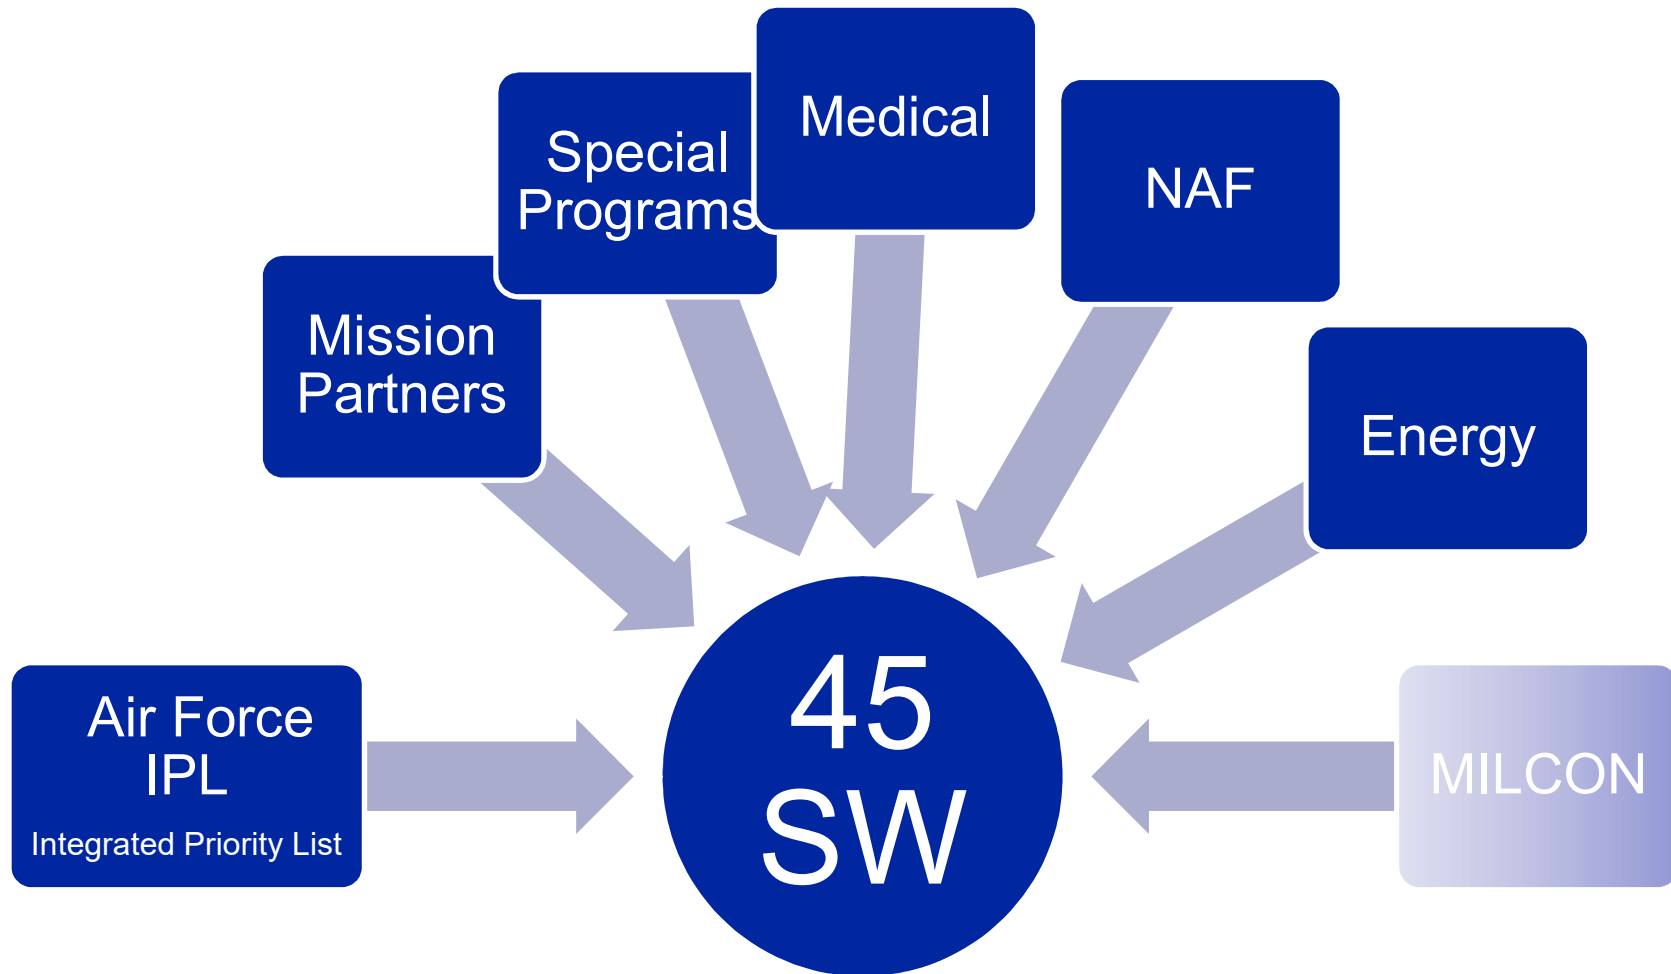 Medical
Special
Programs
NAF
Mission
Partners
Energy
Air Force
IPL
Integrated Priority List
45
SW
MILCON